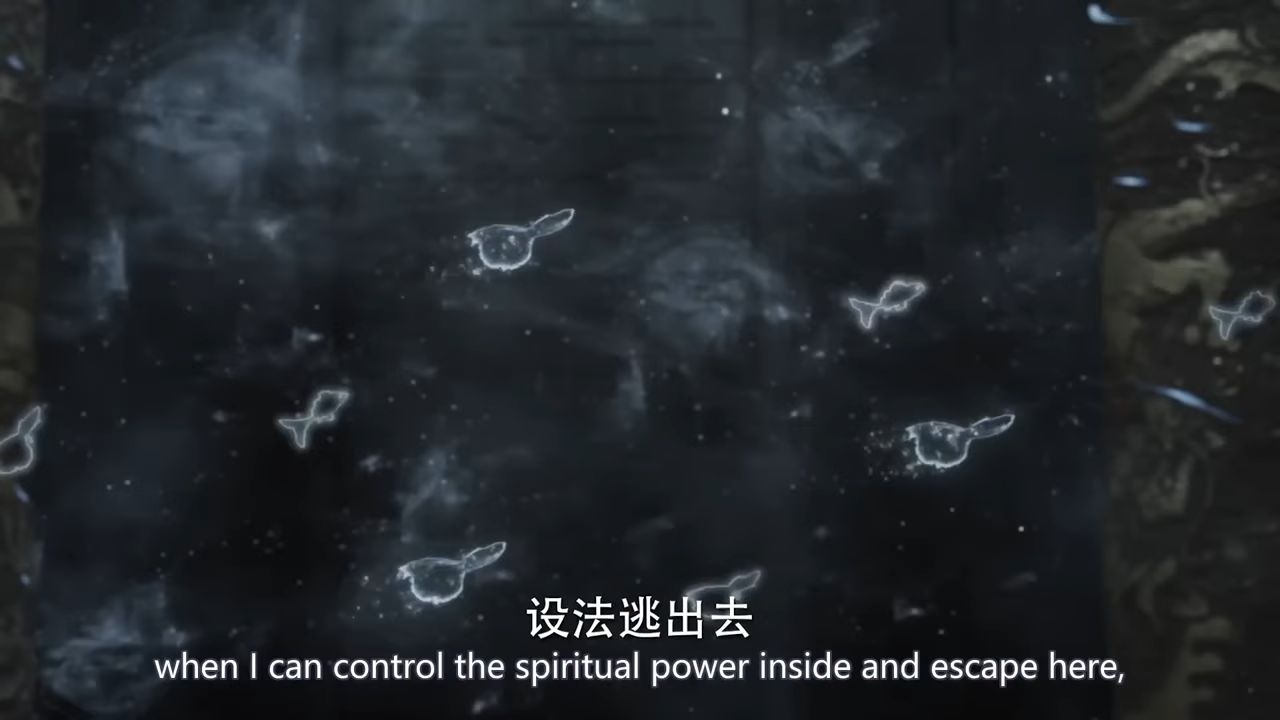 设法逃出去
when I can control the spiritual power inside and escape here,